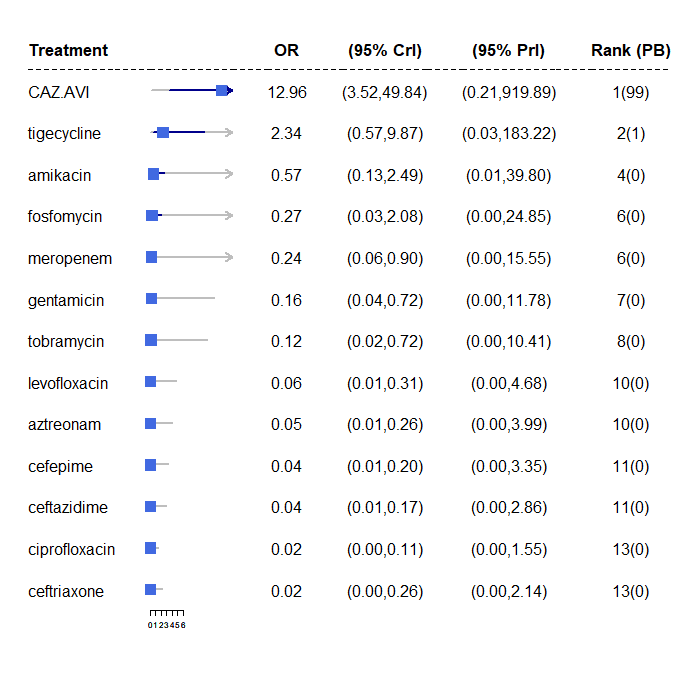 Treatment OR (95% CrI) (95% PrI) Rank (PB)
CAZ.AVI 12.96 (3.52,49.84) (0.21,919.89) 1(99)
tigecycline 2.34 (0.57,9.87) (0.03,183.22) 2(1)
amikacin 0.57 (0.13,2.49) (0.01,39.80) 4(0)
fosfomycin 0.27 (0.03,2.08) (0.00,24.85) 6(0)
meropenem 0.24 (0.06,0.90) (0.00,15.55) 6(0)
gentamicin 0.16 (0.04,0.72) (0.00,11.78) 7(0)
tobramycin 0.12 (0.02,0.72) (0.00,10.41) 8(0)
levofloxacin 0.06 (0.01,0.31) (0.00,4.68) 10(0)
aztreonam 0.05 (0.01,0.26) (0.00,3.99) 10(0)
cefepime 0.04 (0.01,0.20) (0.00,3.35) 11(0)
ceftazidime 0.04 (0.01,0.17) (0.00,2.86) 11(0)
ciprofloxacin 0.02 (0.00,0.11) (0.00,1.55) 13(0)
ceftriaxone 0.02 (0.00,0.26) (0.00,2.14) 13(0)
0123456